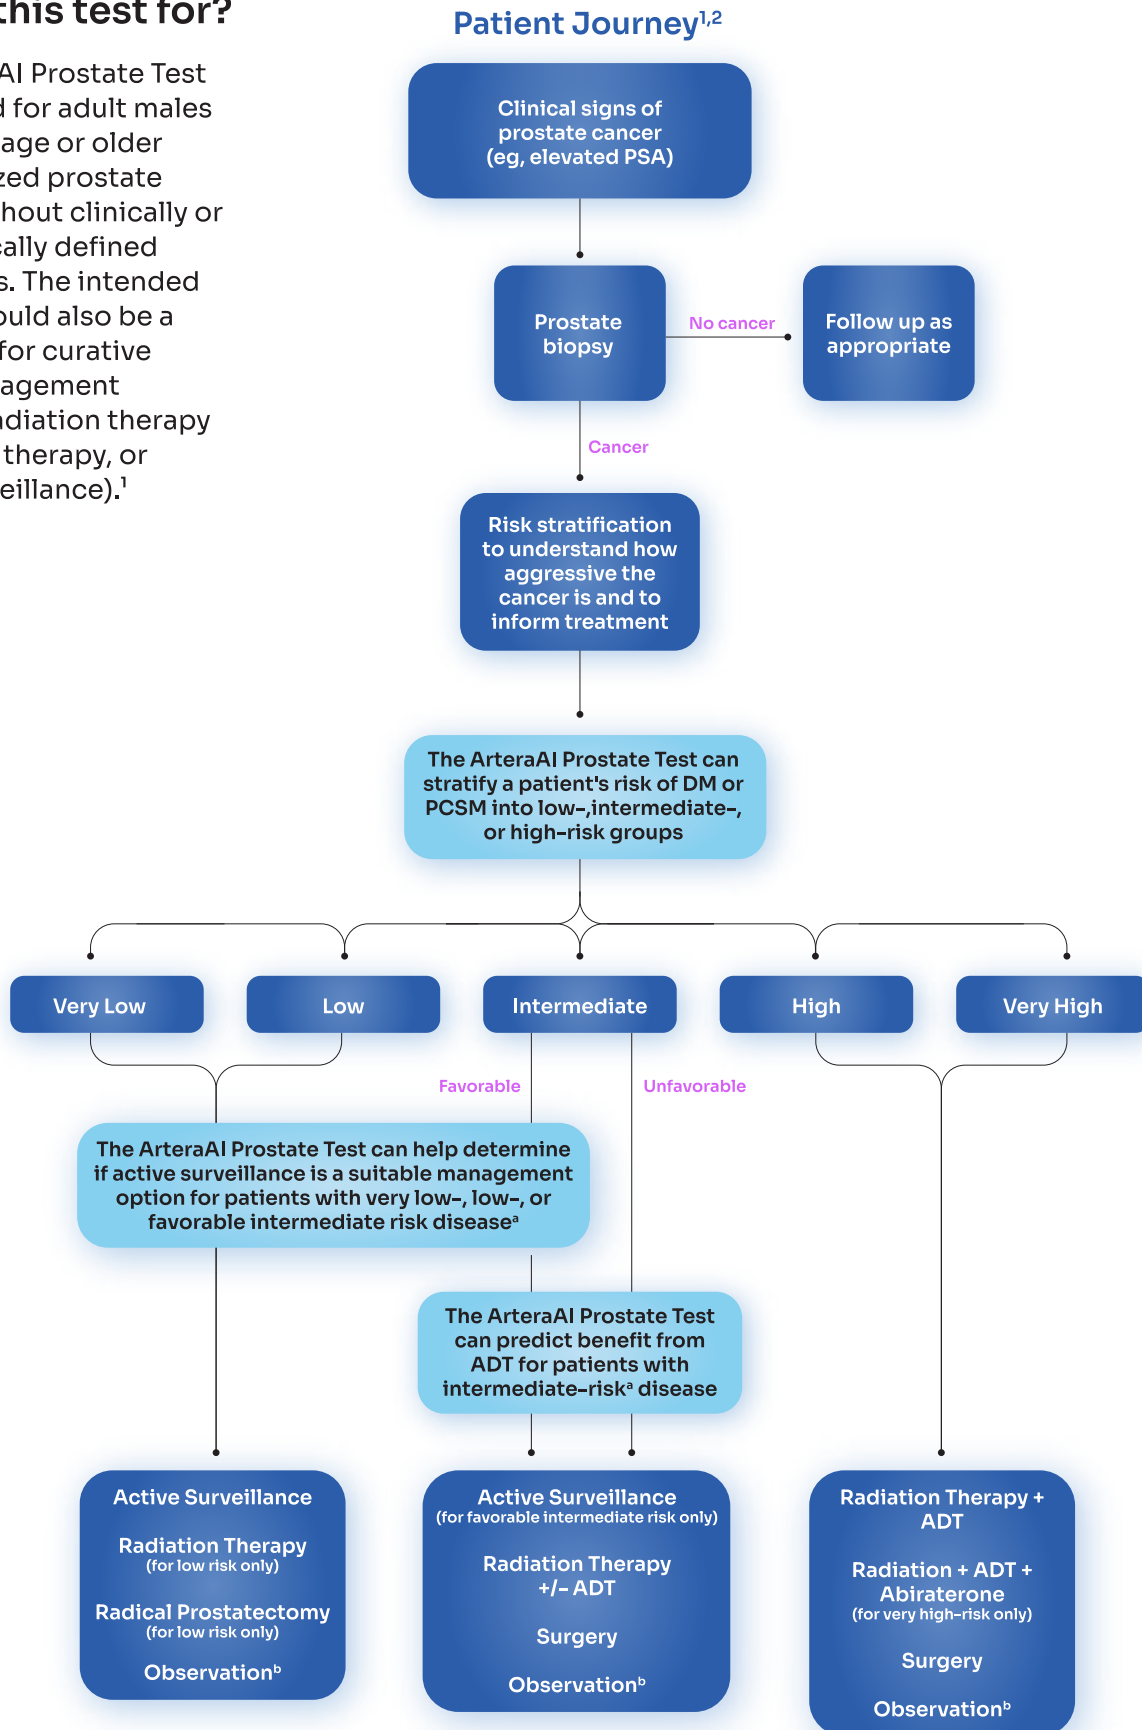 this test for?
AI Prostate Test
for adult males
age or older
prostate
clinically or
defined
The intended
also be a
for curative
radiation therapy
therapy, or
Patient Journey¹,²
Clinical signs of
prostate cancer
(eg, elevated PSA)
Prostate
biopsy
No cancer
Follow up as
appropriate
Cancer
Risk stratification
to understand how
aggressive the
cancer is and to
inform treatment
The ArteraAI Prostate Test can
stratify a patient's risk of DM or
PCSM into low-,intermediate-,
or high-risk groups
Very Low
Low
Intermediate
High
Very High
Favorable
Unfavorable
The ArteraAI Prostate Test can help determine
if active surveillance is a suitable management
option for patients with very low-, low-, or
favorable intermediate risk diseaseᵃ
The ArteraAI Prostate Test
can predict benefit from
ADT for patients with
intermediate-riskᵃ disease
Active Surveillance
Radiation Therapy
(for low risk only)
Radical Prostatectomy
(for low risk only)
Observationᵇ
Active Surveillance
(for favorable intermediate risk only)
Radiation Therapy
+/- ADT
Surgery
Observationᵇ
Radiation Therapy +
ADT
Radiation + ADT +
Abiraterone
(for very high-risk only)
Surgery
Observationᵇ